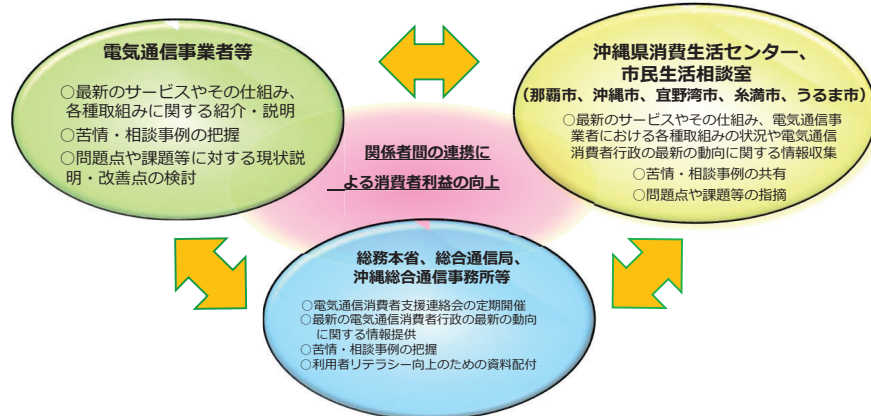 電気通信事業者等
○最新のサービスやその仕組み、
各種取組みに関する紹介・説明
○苦情・相談事例の把握
○問題点や課題等に対する現状説
明・改善点の検討
沖縄県消費生活センター、
市民生活相談室
（那覇市、沖縄市、宜野湾市、糸満市、うるま市）
○最新のサービスやその仕組み、電気通信事
業者における各種取組みの状況や電気通信
消費者行政の最新の動向に関する情報収集
○苦情・相談事例の共有
○問題点や課題等の指摘
関係者間の連携に
よる消費者利益の向上
総務本省、総合通信局、
沖縄総合通信事務所等
○電気通信消費者支援連絡会の定期開催
○最新の電気通信消費者行政の最新の動向
に関する情報提供
○苦情・相談事例の把握
○利用者リテラシー向上のための資料配付